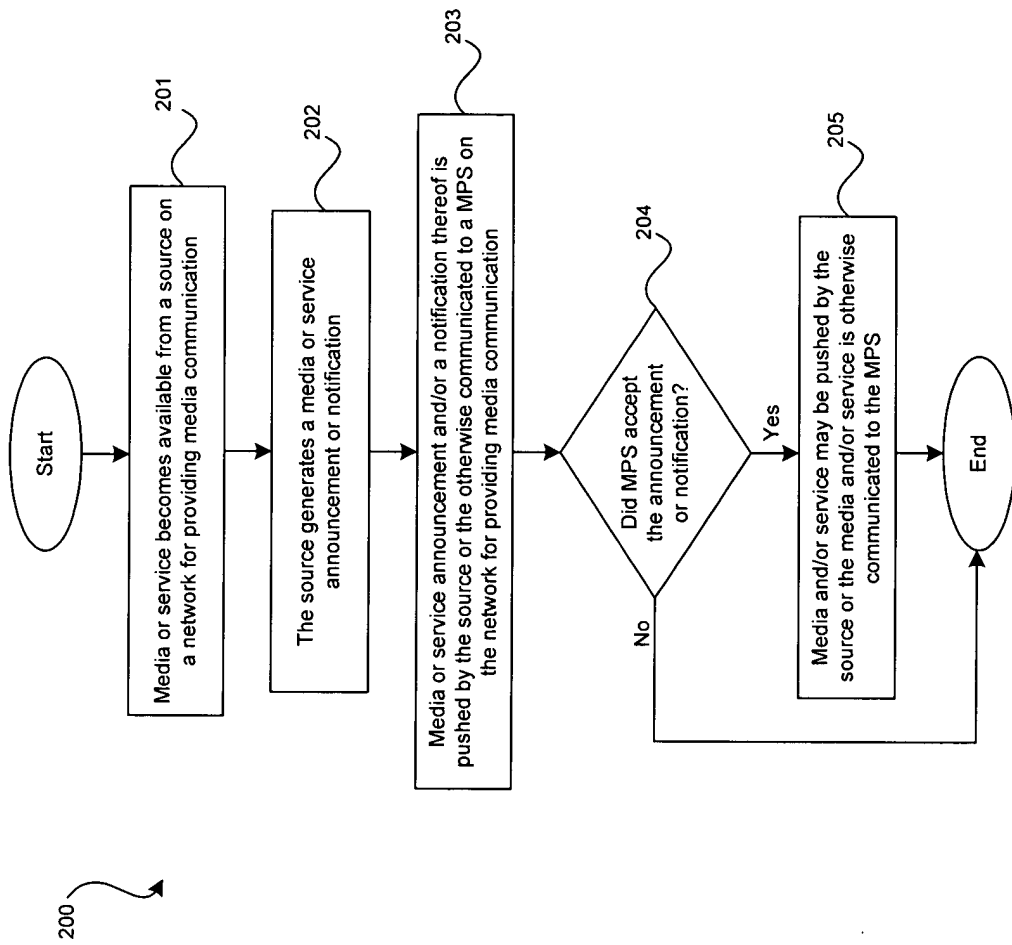 200
Start
Media or service becomes available from a source on
a network for providing media communication
201
The source generates a media or service
announcement or notification
202
Media or service announcement and/or a notification thereof is
pushed by the source or the otherwise communicated to a MPS on
the network for providing media communication
203
Did MPS accept
the announcement
or notification?
204
No
Yes
Media and/or service may be pushed by the
source or the media and/or service is otherwise
communicated to the MPS
205
End